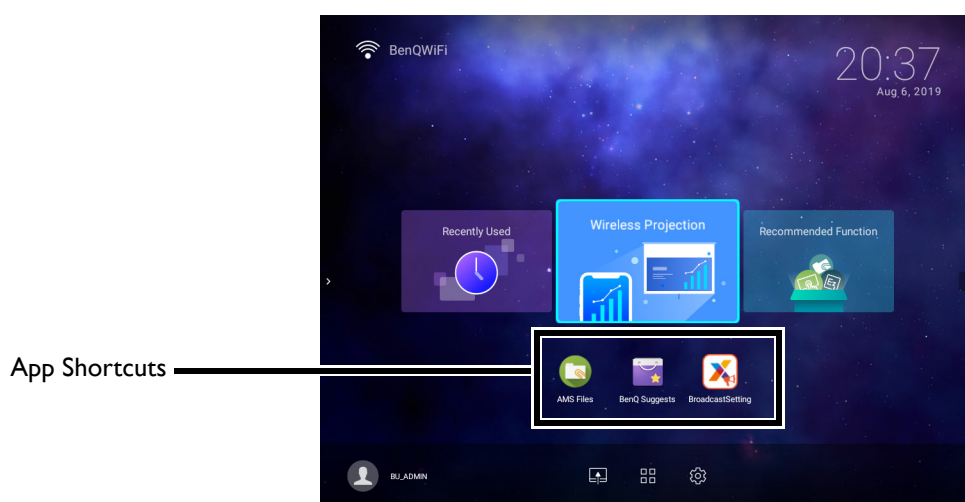 BenQWiFi
20:37
Aug 6, 2019
Recently Used
Wireless Projection
Recommended Function
App Shortcuts
AMS Files
BenQ Suggests
BroadcastSetting
BU_ADMIN